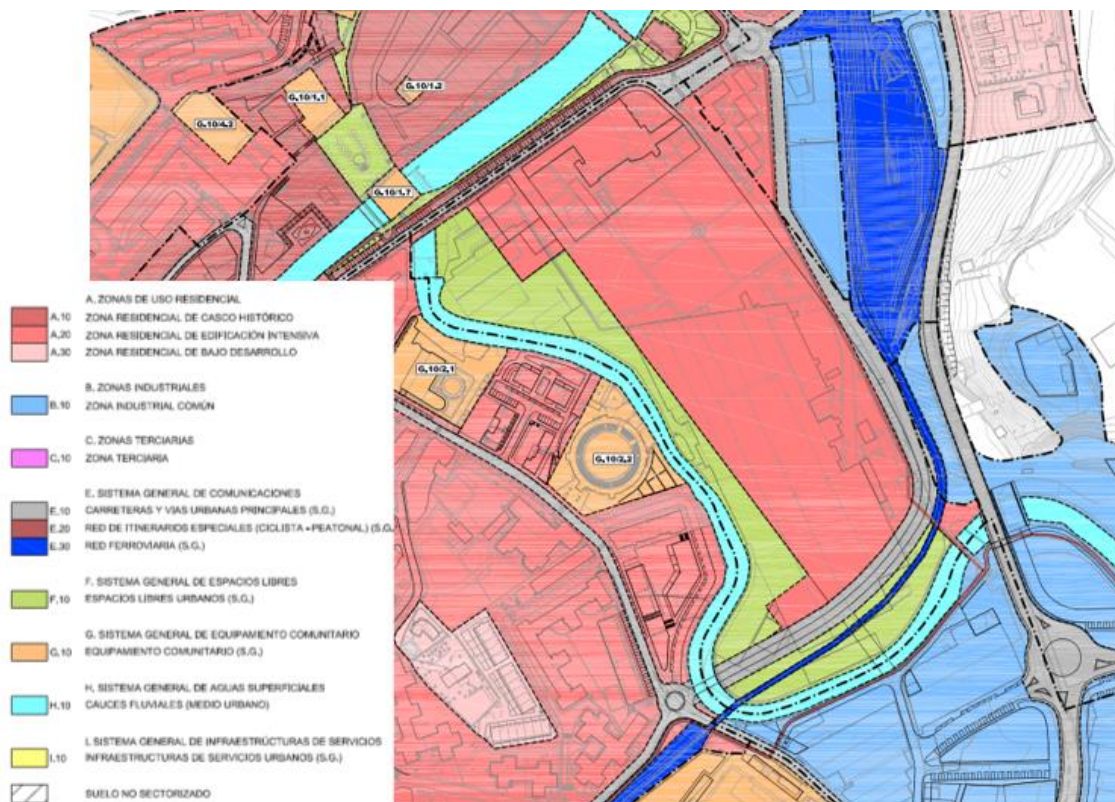 G.10/1.1
G.10/1.2
G.10/4.3
G.10/1.7
G.10/2.1
G.10/2.2
A. ZONAS DE USO RESIDENCIAL
A.10 ZONA RESIDENCIAL DE CASCO HISTÓRICO
A.20 ZONA RESIDENCIAL DE EDIFICACIÓN INTENSIVA
A.30 ZONA RESIDENCIAL DE BAJO DESARROLLO
B. ZONAS INDUSTRIALES
B.10 ZONA INDUSTRIAL COMÚN
C. ZONAS TERCIARIAS
C.10 ZONA TERCIARIA
E. SISTEMA GENERAL DE COMUNICACIONES
E.10 CARRETERAS Y VÍAS URBANAS PRINCIPALES (S.G.)
E.20 RED DE ITINERARIOS ESPECIALES (CICLISTA +PEATONAL) (S.G.
E.30 RED FERROVIARIA (S.G.)
F. SISTEMA GENERAL DE ESPACIOS LIBRES
F.10 ESPACIOS LIBRES URBANOS (S.G.)
G. SISTEMA GENERAL DE EQUIPAMIENTO COMUNITARIO
G.10 EQUIPAMIENTO COMUNITARIO (S.G.)
H. SISTEMA GENERAL DE AGUAS SUPERFICIALES
H.10 CAUCES FLUVIALES (MEDIO URBANO)
I. SISTEMA GENERAL DE INFRAESTRÚCTURAS DE SERVICIOS
I.10 INFRAESTRUCTURAS DE SERVICIOS URBANOS (S.G.)
SUELO NO SECTORIZADO